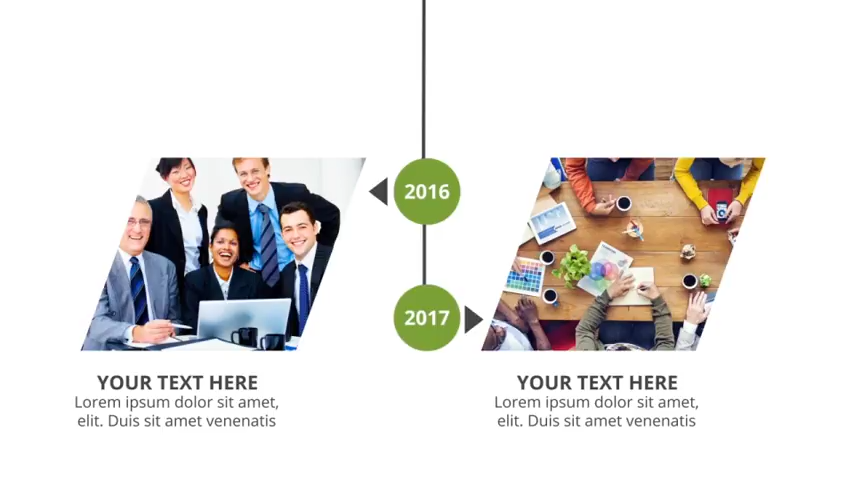 2016
2017
YOUR TEXT HERE
Lorem ipsum dolor sit amet,
elit. Duis sit amet venenatis
YOUR TEXT HERE
Lorem ipsum dolor sit amet,
elit. Duis sit amet venenatis